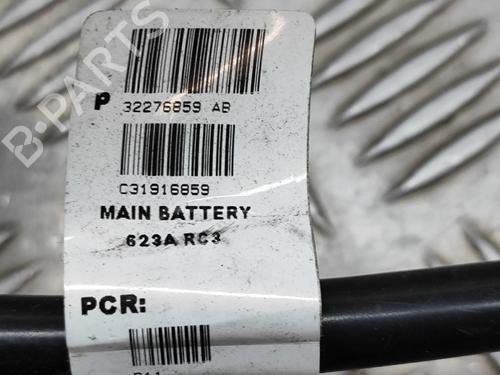 B-PARTS
P 32276859 AB
C31916859
MAIN BATTERY
623A RC3
PCR: